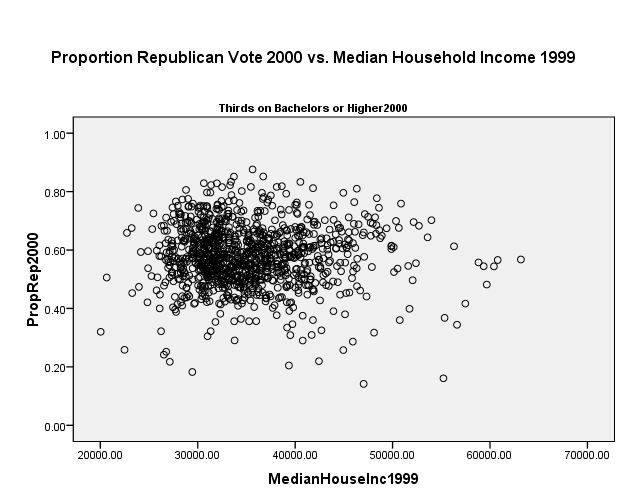 Proportion Republican Vote 2000 vs. Median Household Income 1999
Thirds on Bachelors or Higher2000
1.00
0.80
0.60
0.40
0.20
0.00
PropRep2000
20000.00 30000.00 40000.00 50000.00 60000.00 70000.00
MedianHouseInc1999